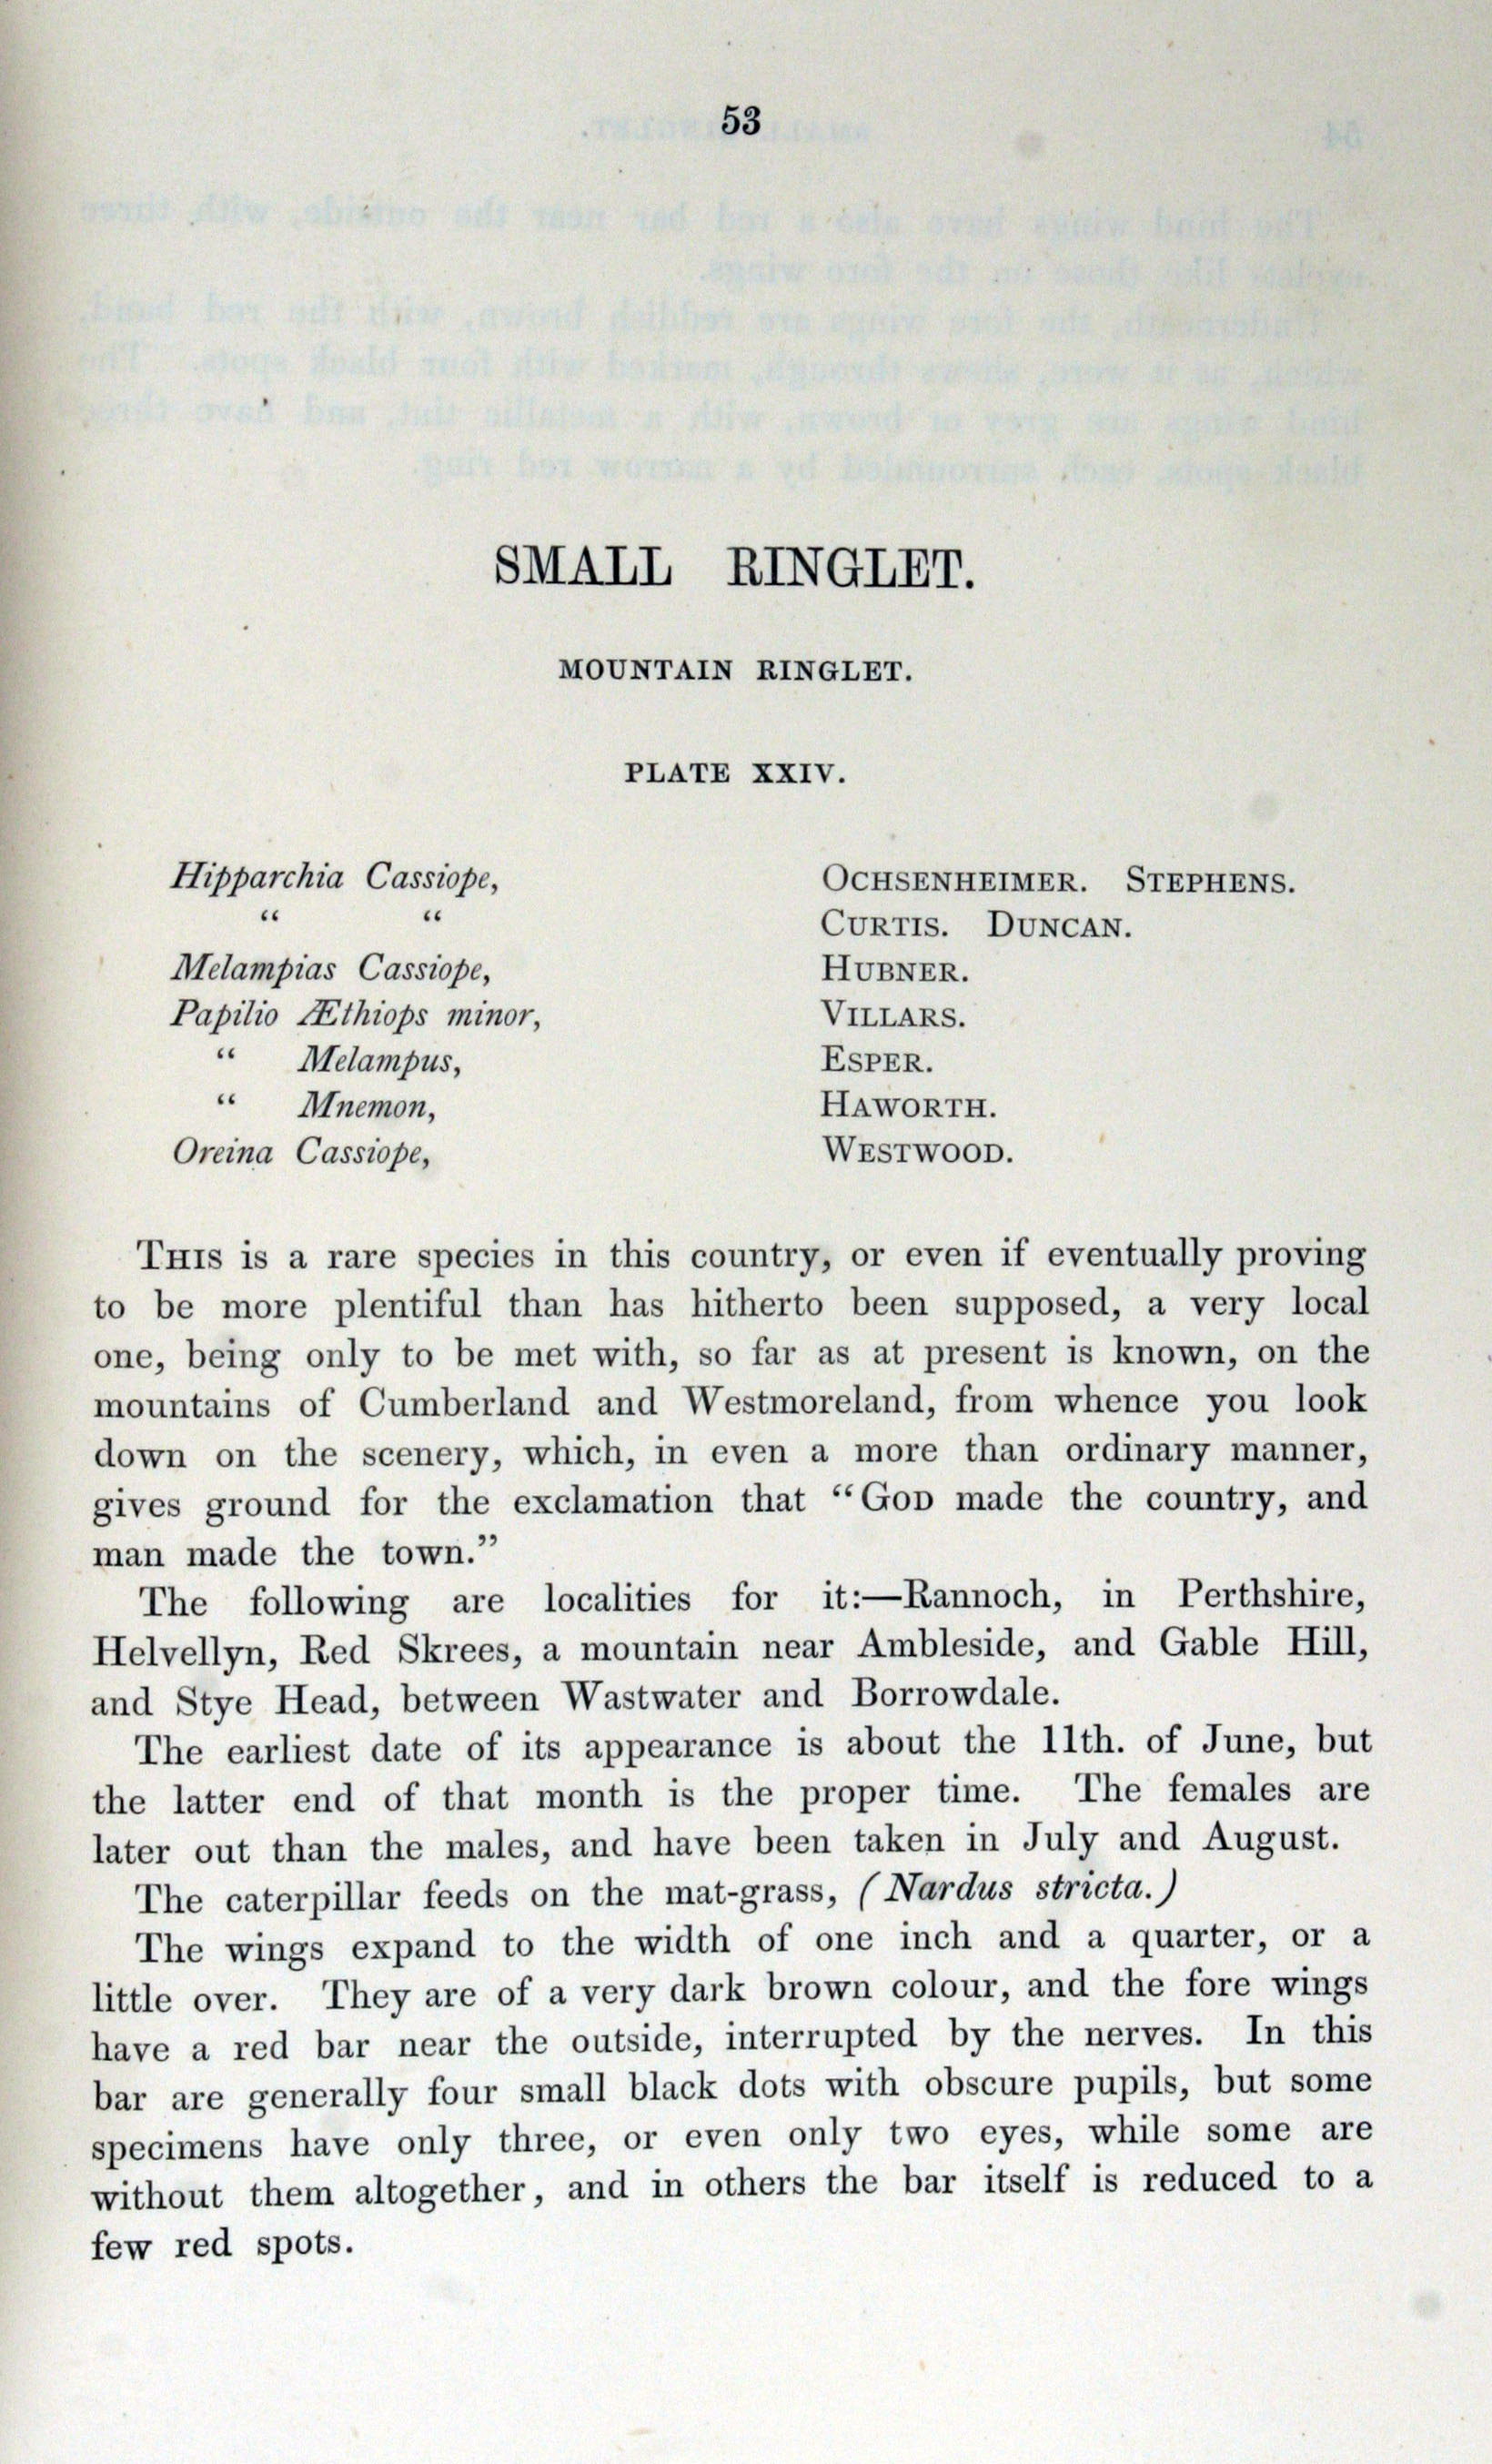 53
SMALL RINGLET.
MOUNTAIN RINGLET.
PLATE XXIV.
Hipparchia Cassiope, OCHSENHEIMER. STEPHENS.
“ “ CURTIS. DUNCAN.
Melampias Cassiope, HUBNER.
Papilio Æthiops minor, VILLARS.
“ Melampus, ESPER.
“ Mnemon, HAWORTH.
Oreina Cassiope, WESTWOOD.
THIS is a rare species in this country, or even if eventually proving
to be more plentiful than has hitherto been supposed, a very local
one, being only to be met with, so far as at present is known, on the
mountains of Cumberland and Westmoreland, from whence you look
down on the scenery, which, in even a more than ordinary manner,
gives ground for the exclamation that “GOD made the country, and
man made the town.”
The following are localities for it:—Rannoch, in Perthshire,
Helvellyn, Red Skrees, a mountain near Ambleside, and Gable Hill,
and Stye Head, between Wastwater and Borrowdale.
The earliest date of its appearance is about the 11th. of June, but
the latter end of that month is the proper time. The females are
later out than the males, and have been taken in July and August.
The caterpillar feeds on the mat-grass, (Nardus stricta.)
The wings expand to the width of one inch and a quarter, or a
little over. They are of a very dark brown colour, and the fore wings
have a red bar near the outside, interrupted by the nerves. In this
bar are generally four small black dots with obscure pupils, but some
specimens have only three, or even only two eyes, while some are
without them altogether, and in others the bar itself is reduced to a
few red spots.